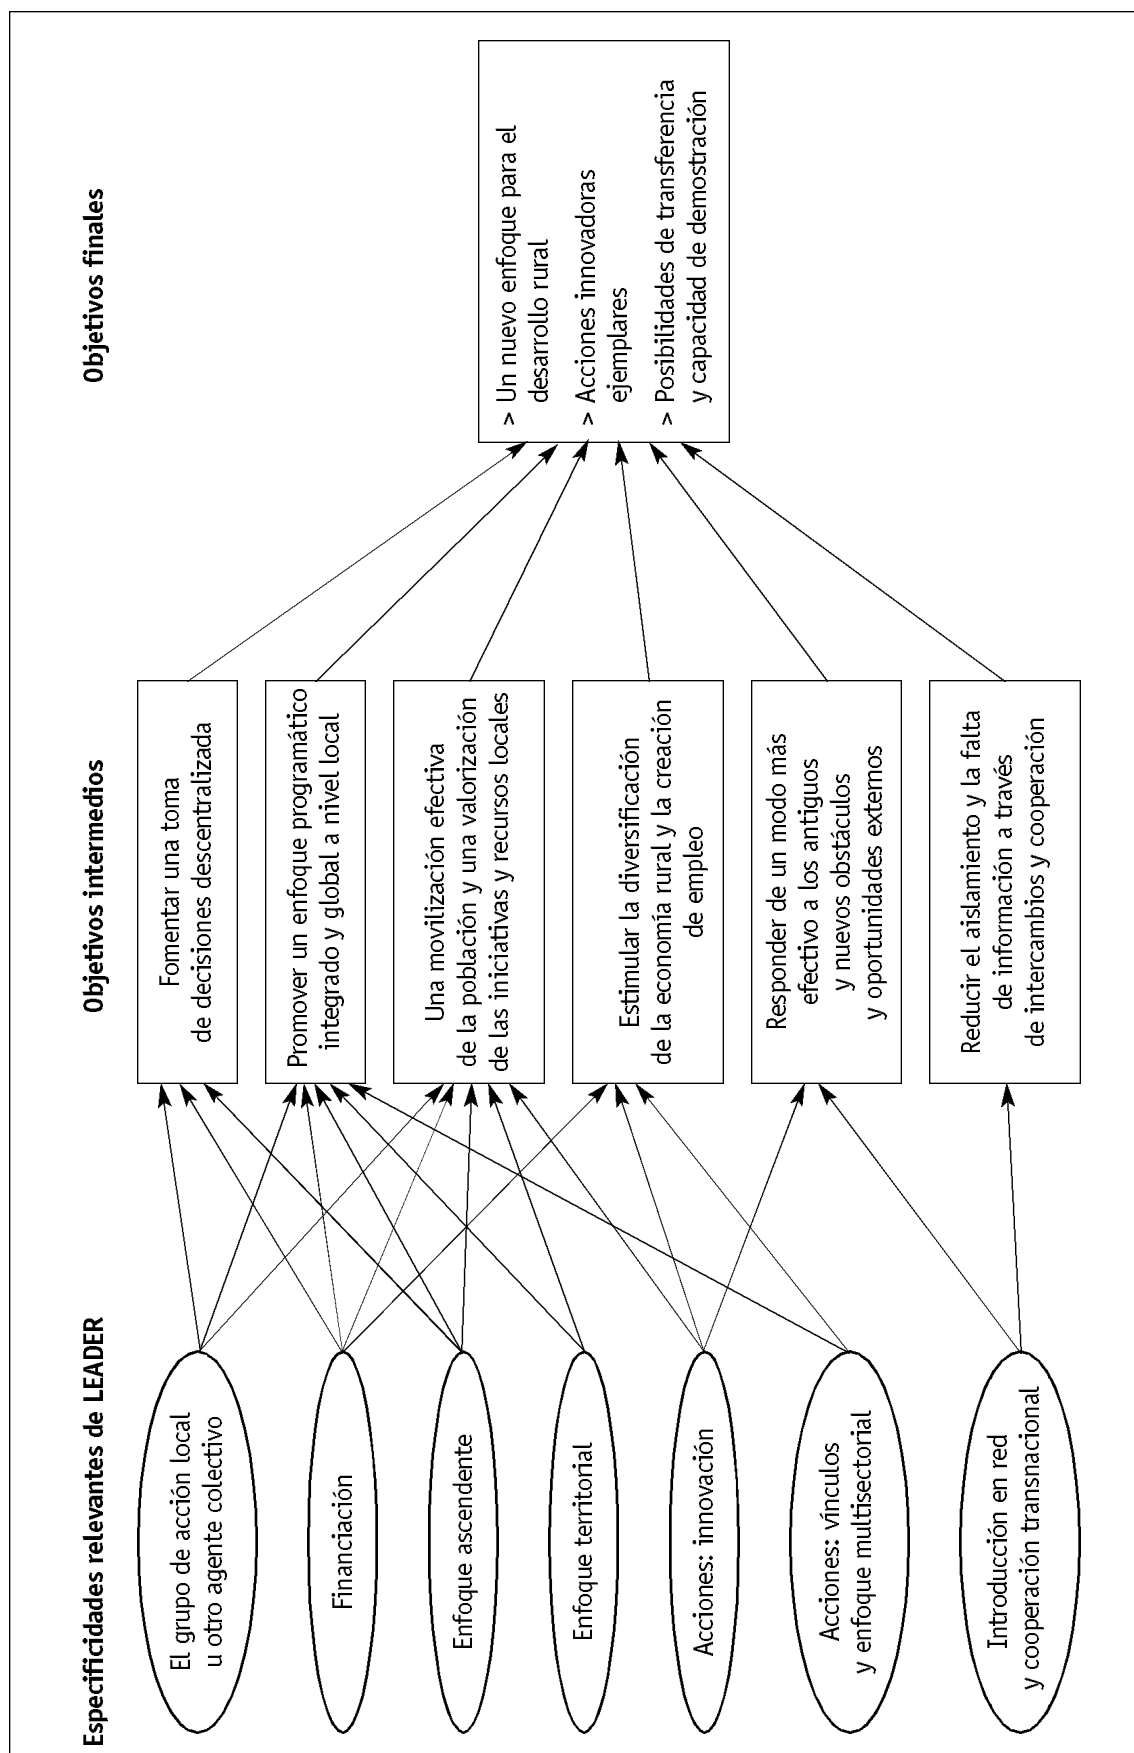 Especificidades relevantes de LEADER
El grupo de acción local
u otro agente colectivo
Financiación
Enfoque ascendente
Enfoque territorial
Acciones: innovación
Acciones: vínculos
y enfoque multisectorial
Introducción en red
y cooperación transnacional
Objetivos intermedios
Fomentar una toma
de decisiones descentralizada
Promover un enfoque programático
integrado y global a nivel local
Una movilización efectiva
de la población y una valorización
de las iniciativas y recursos locales
Estimular la diversificación
de la economía rural y la creación
de empleo
Responder de un modo más
efectivo a los antiguos
y nuevos obstáculos
y oportunidades externos
Reducir el aislamiento y la falta
de información a través
de intercambios y cooperación
Objetivos finales
> Un nuevo enfoque para el
desarrollo rural
> Acciones innovadoras
ejemplares
> Posibilidades de transferencia
y capacidad de demostración